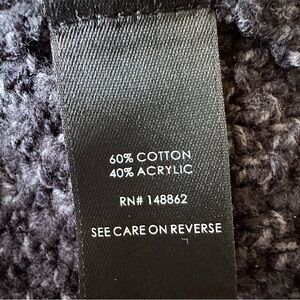 60% COTTON
40% ACRYLIC
RN# 148862
SEE CARE ON REVERSE